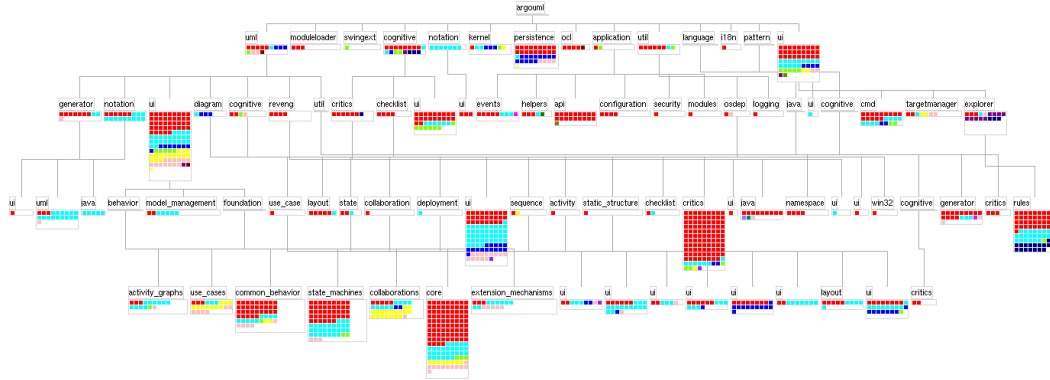 argouml
uml moduleloader swingext cognitive notation kernel persistence ocl application util language i18n pattern ui
generator notation ui diagram cognitive reveng util critics checklist ui ui events helpers api configuration security modules osdep logging java ui cognitive cmd targetmanager explorer
ui uml java behavior model_management foundation use_case layout state collaboration deployment ui sequence activity static_structure checklist critics ui java namespace ui ui win32 cognitive generator critics rules
activity_graphs use_cases common_behavior state_machines collaborations core extension_mechanisms ui ui ui ui ui ui layout ui critics